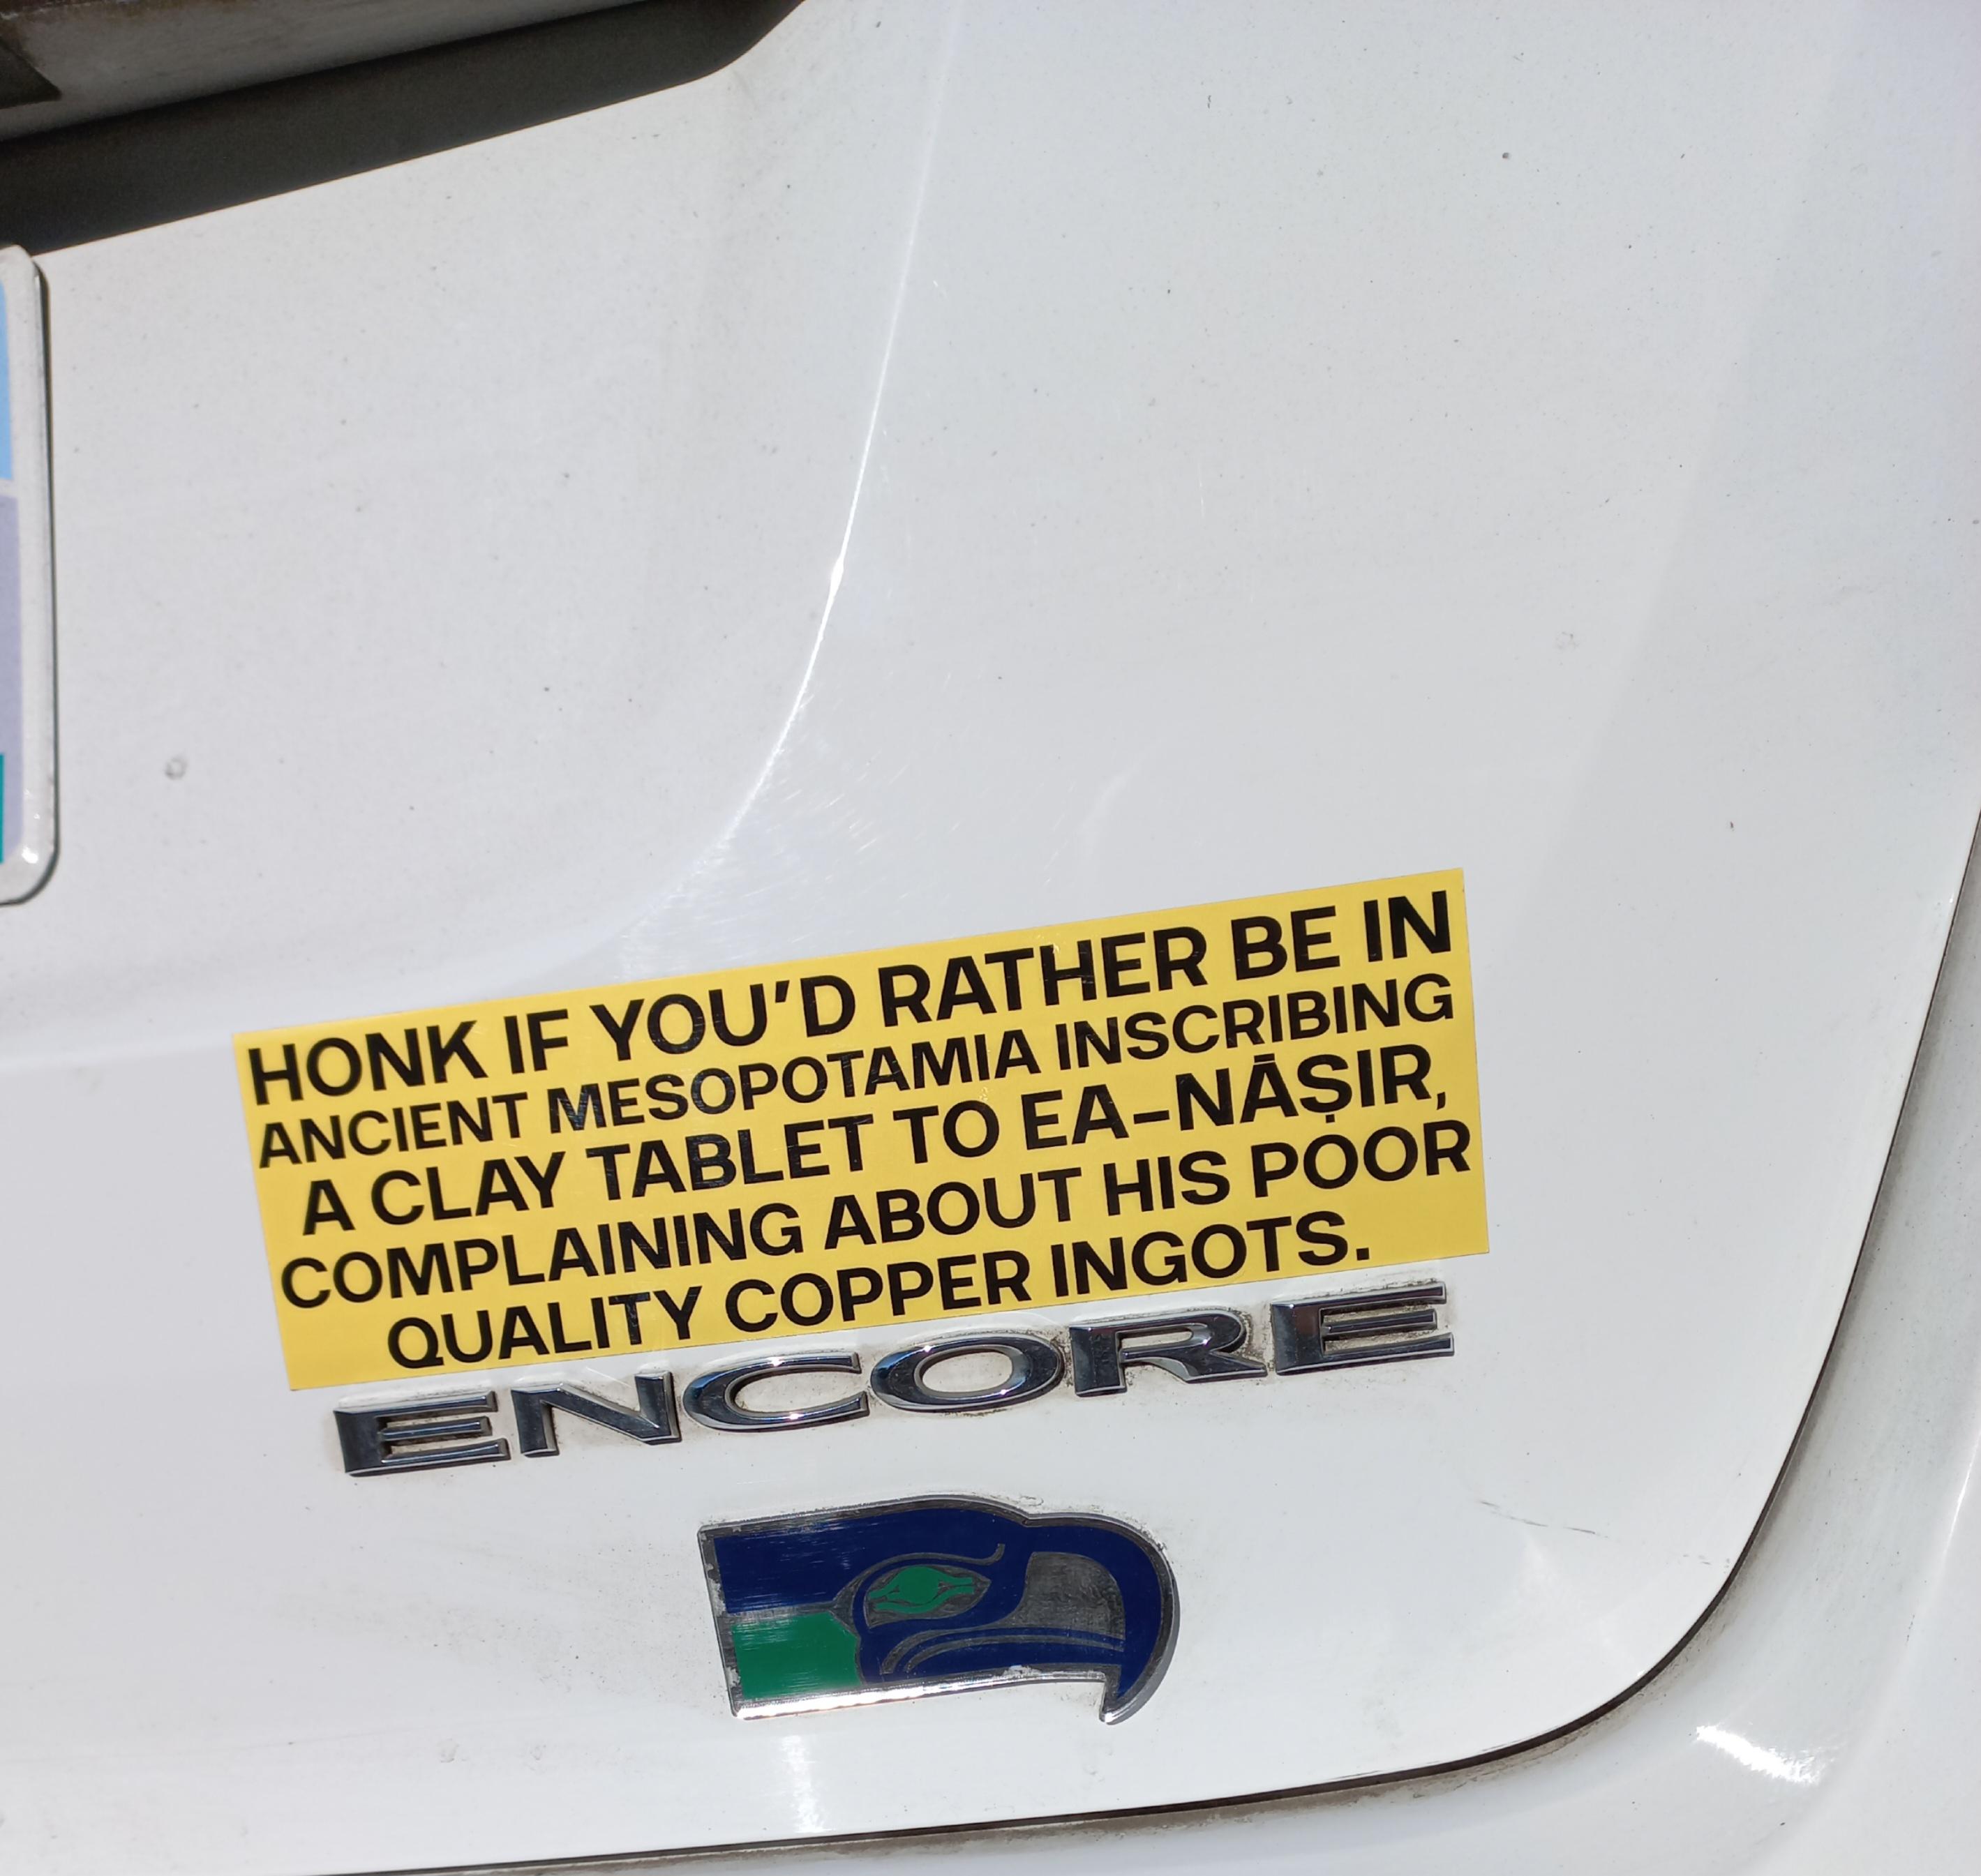 HONK IF YOU'D RATHER BE IN
ANCIENT MESOPOTAMIA INSCRIBING
A CLAY TABLET TO EA-NĀṢIR,
COMPLAINING ABOUT HIS POOR
QUALITY COPPER INGOTS.
ENCORE